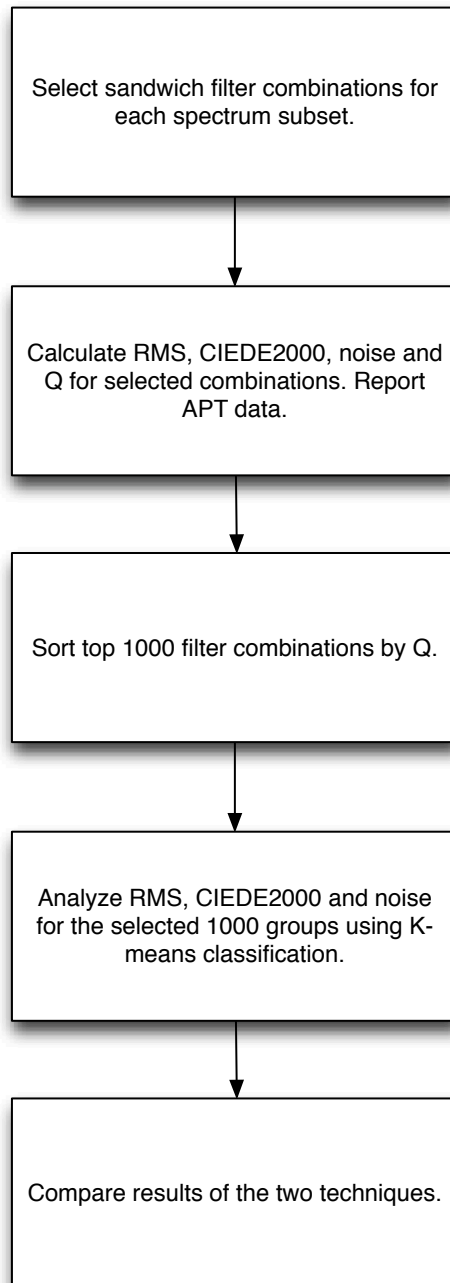 Select sandwich filter combinations for
each spectrum subset.
Calculate RMS, CIEDE2000, noise and
Q for selected combinations. Report
APT data.
Sort top 1000 filter combinations by Q.
Analyze RMS, CIEDE2000 and noise
for the selected 1000 groups using K-
means classification.
Compare results of the two techniques.